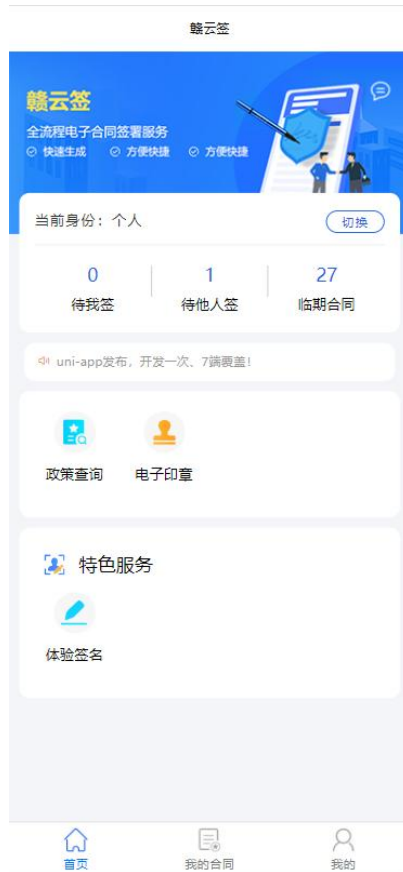 赣云签
赣云签
全流程电子合同签署服务
快速生成 方便快捷 方便快捷
当前身份：个人 切换
0 1 27
待我签 待他人签 临期合同
uni-app发布，开发一次、7端覆盖!
政策查询 电子印章
特色服务
体验签名
首页 我的合同 我的